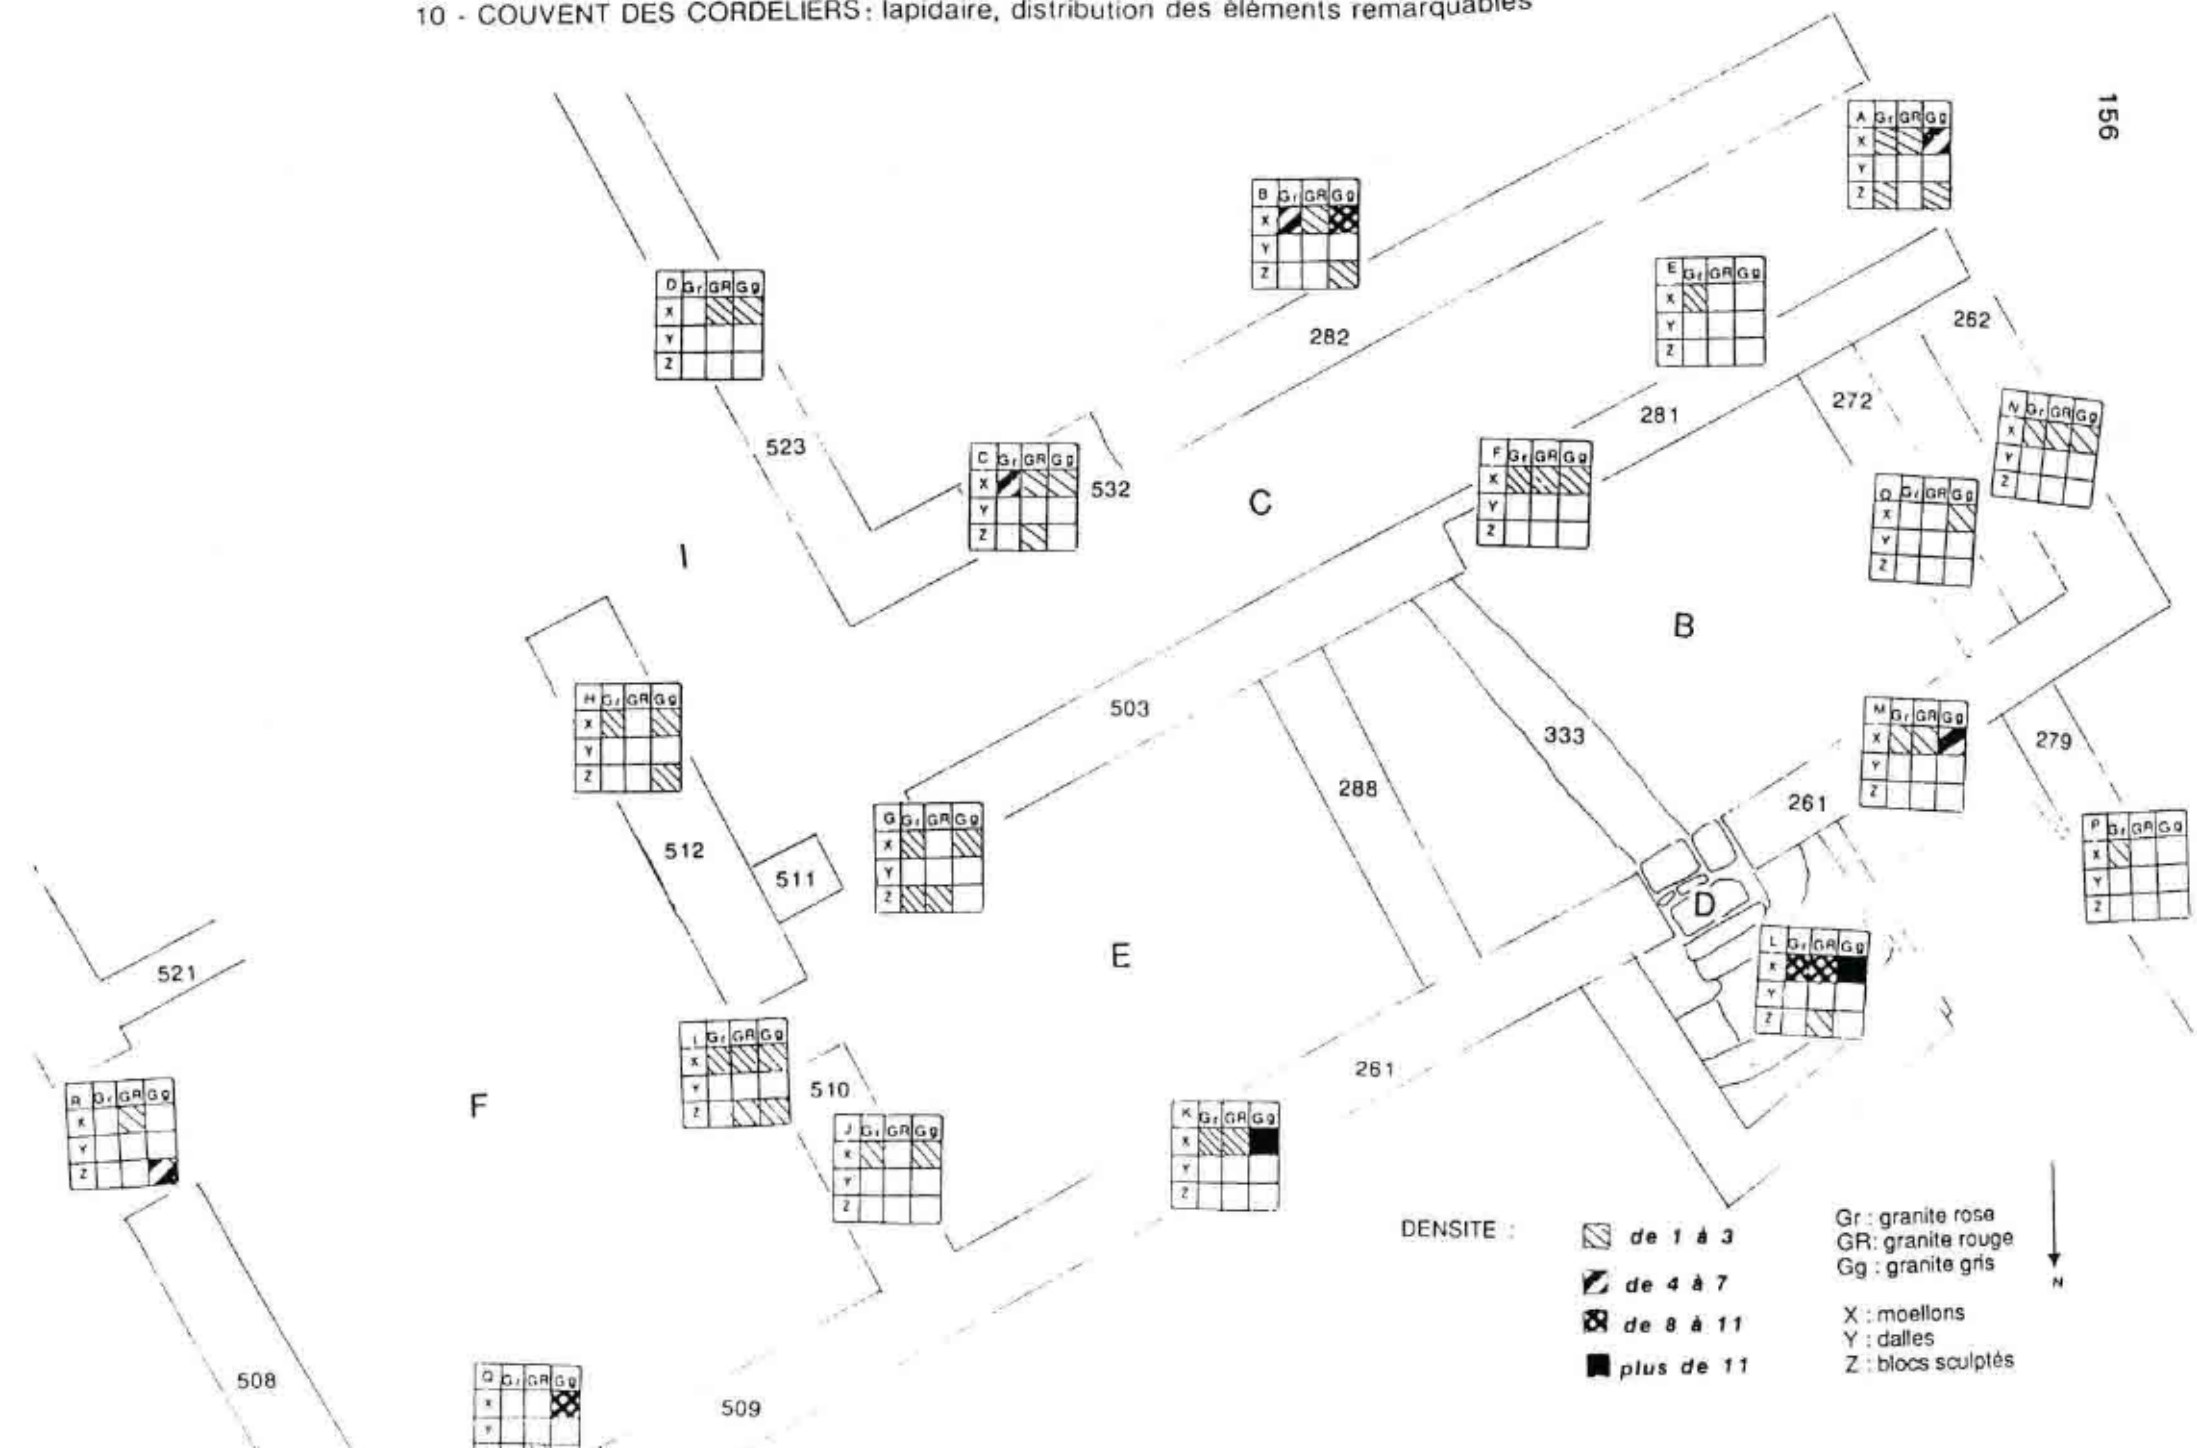 10 - COUVENT DES CORDELIERS: lapidaire, distribution des éléments remarquables
156
A Gr GR Gg
X
Y
Z
B Gr GR Gg
X
Y
Z
282
E Gr GR Gg
X
Y
Z
262
D Gr GR Gg
X
Y
Z
523
C Gr GR Gg
X
Y
Z
532
C
F Gr GR Gg
X
Y
Z
281
272
N Gr GR Gg
X
Y
Z
O Gr GR Gg
X
Y
Z
I
B
H Gr GR Gg
X
Y
Z
503
333
288
M Gr GR Gg
X
Y
Z
279
261
512
511
G Gr GR Gg
X
Y
Z
P Gr GR Gg
X
Y
Z
D
L Gr GR Gg
X
Y
Z
E
521
I Gr GR Gg
X
Y
Z
510
261
R Gr GR Gg
X
Y
Z
F
J Gr GR Gg
X
Y
Z
K Gr GR Gg
X
Y
Z
508
Q Gr GR Gg
X
Y
509
DENSITE :
de 1 à 3
de 4 à 7
de 8 à 11
plus de 11
Gr : granite rose
GR: granite rouge
Gg : granite gris
X : moellons
Y : dalles
Z : blocs sculptés
N